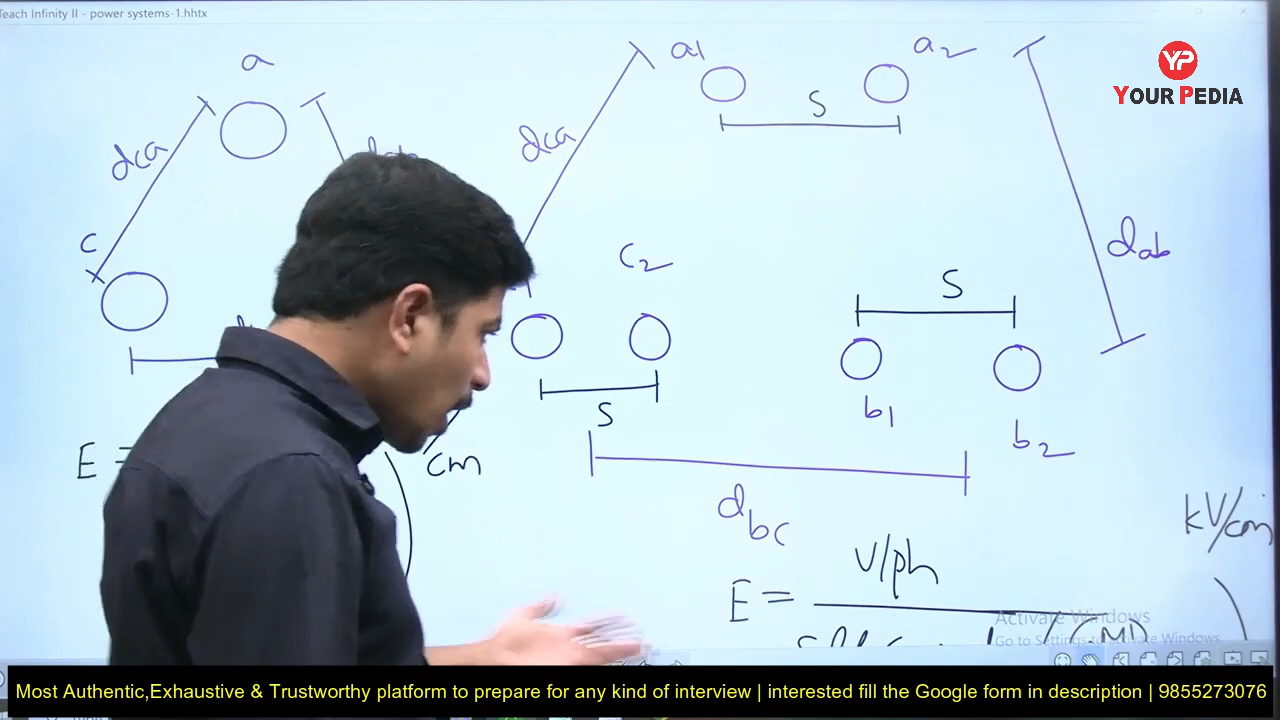 Teach Infinity II - power systems-1.hhtx
YP
YOUR PEDIA
a
dca
c
E =
cm
a1
a2
S
dca
dab
c2
S
S
b1
b2
dbc
kV/cm
E = V/ph
GMD
Activate Windows
Go to Settings to activate Windows.
Most Authentic,Exhaustive & Trustworthy platform to prepare for any kind of interview | interested fill the Google form in description | 9855273076